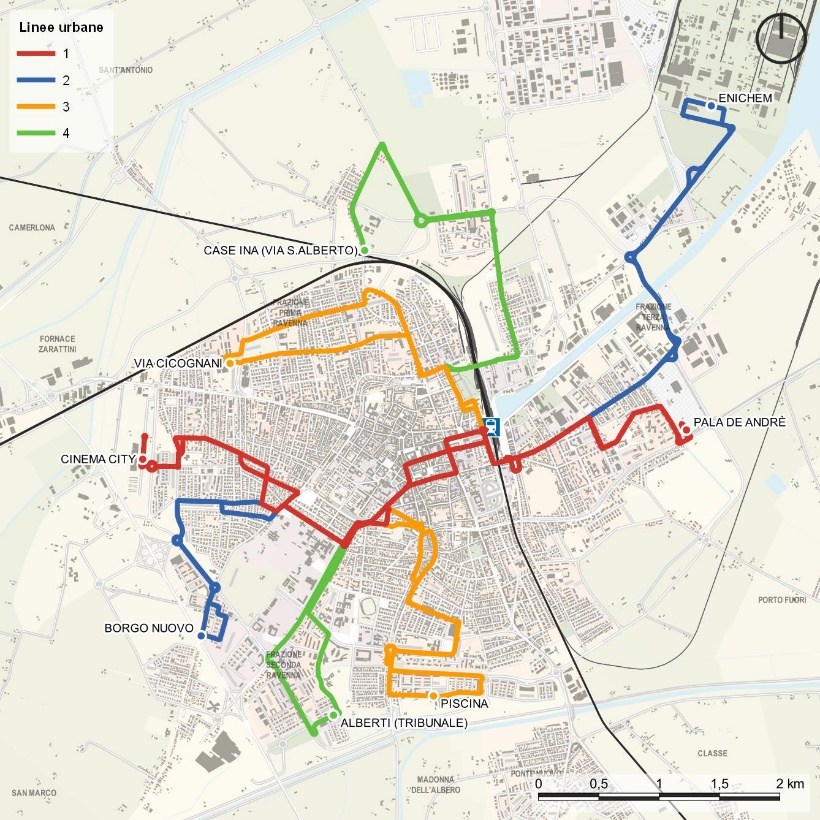 Linee urbane
1
2
3
4
SANT'ANTONIO
ENICHEM
CAMERLONA
CASE INA (VIA S.ALBERTO)
FRAZIONE
PRIMA
RAVENNA
FRAZIONE
TERZA
RAVENNA
FORNACE
ZARATTINI
VIA CICOGNANI
PALA DE ANDRÈ
CINEMA CITY
PORTO FUORI
BORGO NUOVO
FRAZIONE
SECONDA
RAVENNA
PISCINA
ALBERTI (TRIBUNALE)
CLASSE
MADONNA
DELL'ALBERO
SAN MARCO
0 0,5 1 1,5 2 km